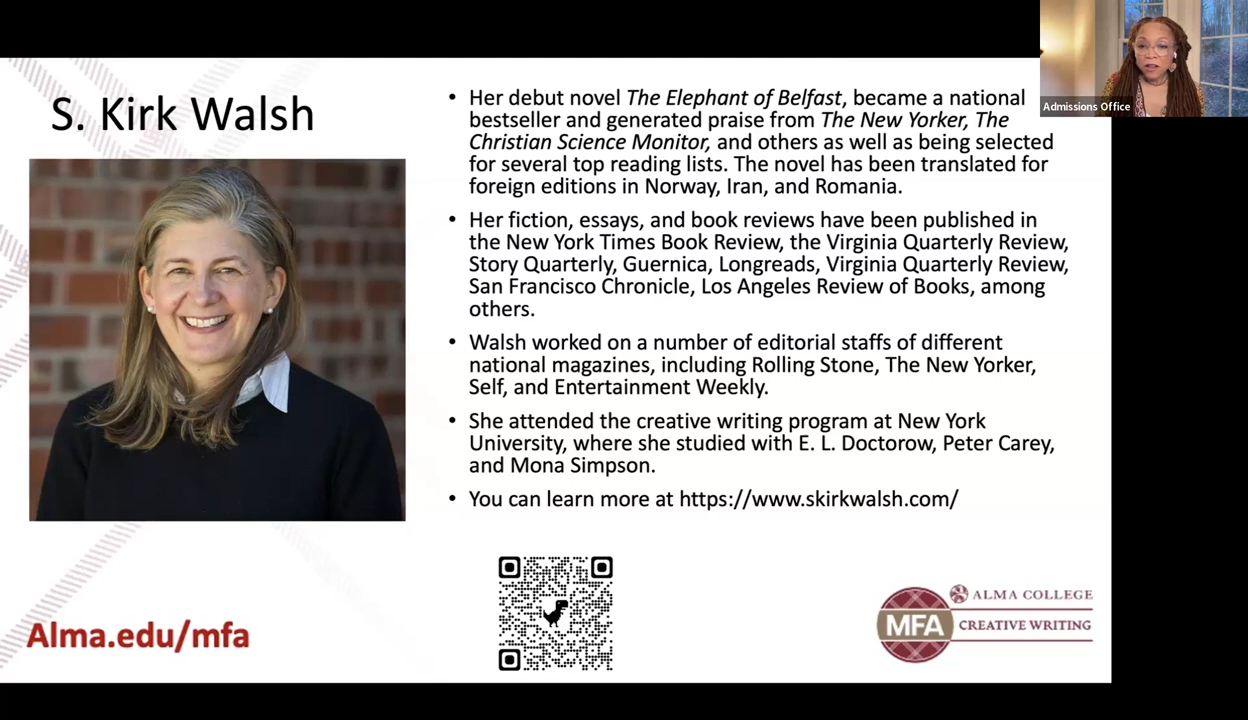 Admissions Office
S. Kirk Walsh
• Her debut novel The Elephant of Belfast, became a national
bestseller and generated praise from The New Yorker, The
Christian Science Monitor, and others as well as being selected
for several top reading lists. The novel has been translated for
foreign editions in Norway, Iran, and Romania.
• Her fiction, essays, and book reviews have been published in
the New York Times Book Review, the Virginia Quarterly Review,
Story Quarterly, Guernica, Longreads, Virginia Quarterly Review,
San Francisco Chronicle, Los Angeles Review of Books, among
others.
• Walsh worked on a number of editorial staffs of different
national magazines, including Rolling Stone, The New Yorker,
Self, and Entertainment Weekly.
• She attended the creative writing program at New York
University, where she studied with E. L. Doctorow, Peter Carey,
and Mona Simpson.
• You can learn more at https://www.skirkwalsh.com/
Alma.edu/mfa
ALMA COLLEGE
MFA
CREATIVE WRITING